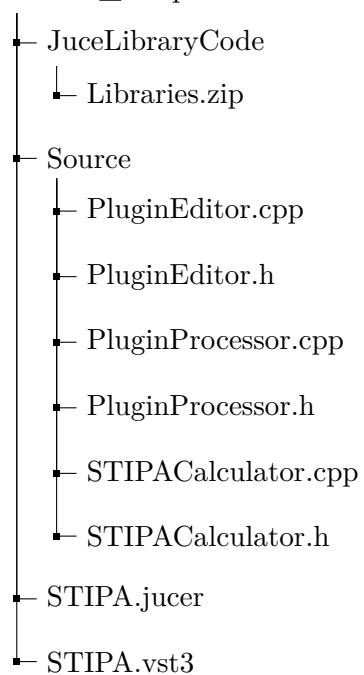 JuceLibraryCode
Libraries.zip
Source
PluginEditor.cpp
PluginEditor.h
PluginProcessor.cpp
PluginProcessor.h
STIPACalculator.cpp
STIPACalculator.h
STIPA.jucer
STIPA.vst3